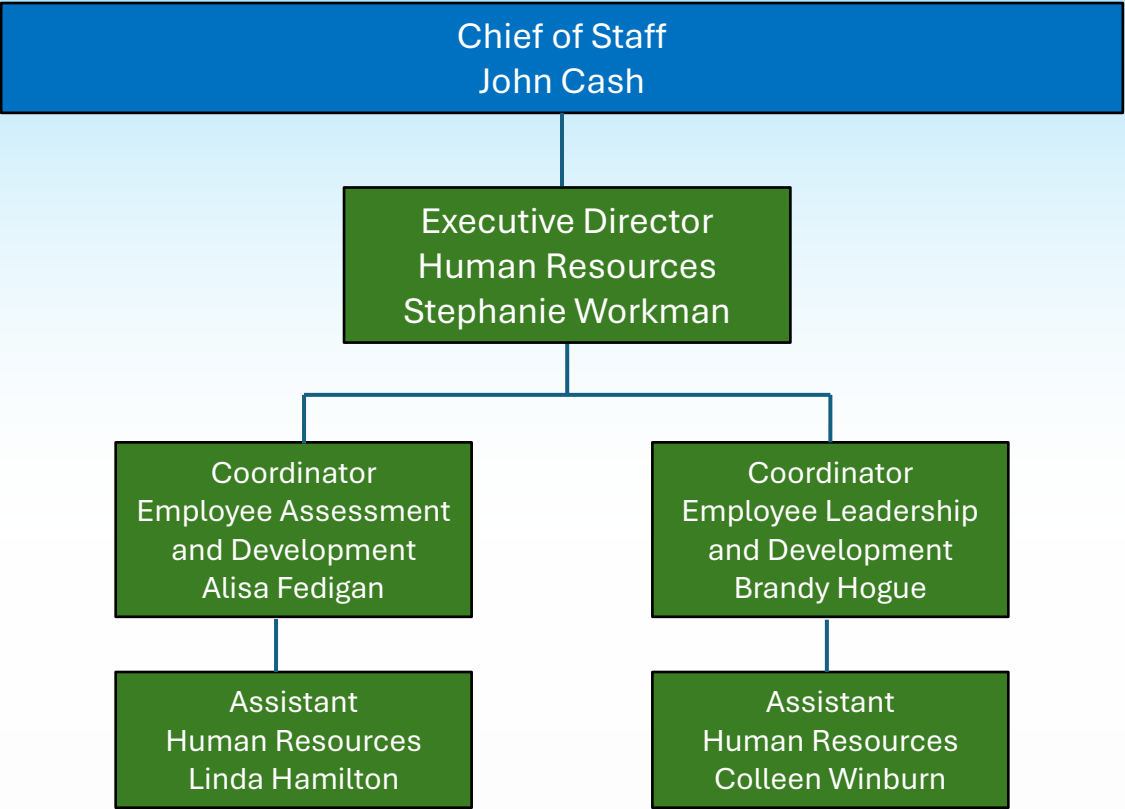 Chief of Staff
John Cash
Executive Director
Human Resources
Stephanie Workman
Coordinator
Employee Assessment
and Development
Alisa Fedigan
Coordinator
Employee Leadership
and Development
Brandy Hogue
Assistant
Human Resources
Linda Hamilton
Assistant
Human Resources
Colleen Winburn